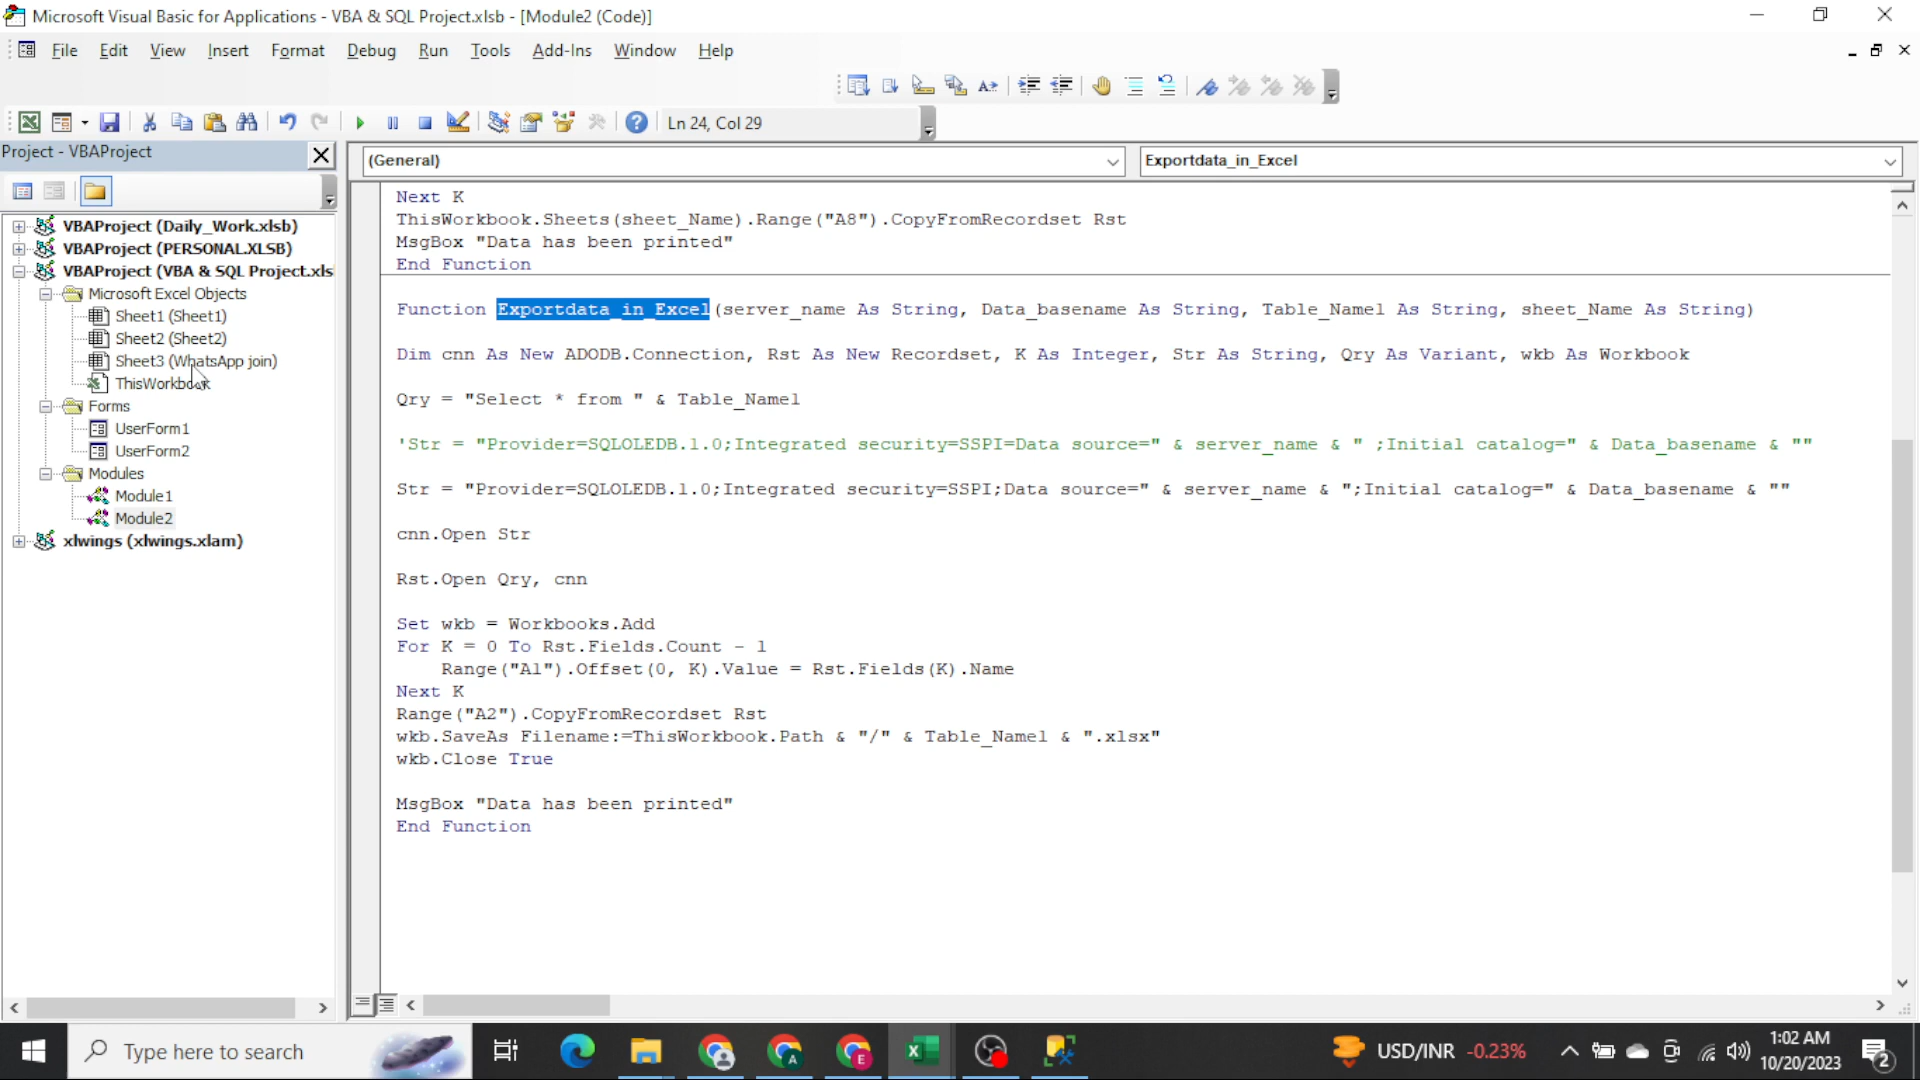 Microsoft Visual Basic for Applications - VBA & SQL Project.xlsb - [Module2 (Code)]
File Edit View Insert Format Debug Run Tools Add-Ins Window Help
Ln 24, Col 29
Project - VBAProject
(General)
Exportdata_in_Excel
VBAProject (Daily_Work.xlsb)
VBAProject (PERSONAL.XLSB)
VBAProject (VBA & SQL Project.xls
Microsoft Excel Objects
Sheet1 (Sheet1)
Sheet2 (Sheet2)
Sheet3 (WhatsApp join)
ThisWorkbook
Forms
UserForm1
UserForm2
Modules
Module1
Module2
xlwings (xlwings.xlam)
Next K
ThisWorkbook.Sheets(sheet_Name).Range("A8").CopyFromRecordset Rst
MsgBox "Data has been printed"
End Function
Function Exportdata_in_Excel(server_name As String, Data_basename As String, Table_Name1 As String, sheet_Name As String)
Dim cnn As New ADODB.Connection, Rst As New Recordset, K As Integer, Str As String, Qry As Variant, wkb As Workbook
Qry = "Select * from " & Table_Name1
'Str = "Provider=SQLOLEDB.1.0;Integrated security=SSPI=Data source=" & server_name & " ;Initial catalog=" & Data_basename & ""
Str = "Provider=SQLOLEDB.1.0;Integrated security=SSPI;Data source=" & server_name & ";Initial catalog=" & Data_basename & ""
cnn.Open Str
Rst.Open Qry, cnn
Set wkb = Workbooks.Add
For K = 0 To Rst.Fields.Count - 1
Range("A1").Offset(0, K).Value = Rst.Fields(K).Name
Next K
Range("A2").CopyFromRecordset Rst
wkb.SaveAs Filename:=ThisWorkbook.Path & "/" & Table_Name1 & ".xlsx"
wkb.Close True
MsgBox "Data has been printed"
End Function
Type here to search
USD/INR -0.23%
1:02 AM
10/20/2023
2